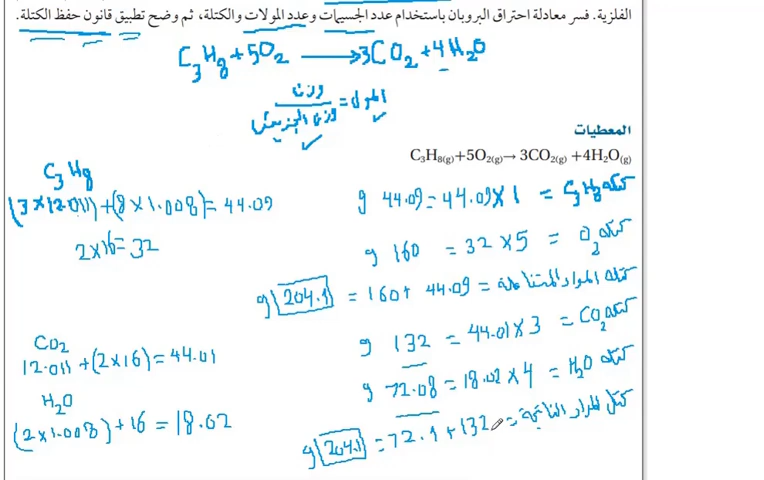 الفلزية. فسر معادلة احتراق البروبان باستخدام عدد الجسيمات وعدد المولات والكتلة، ثم وضح تطبيق قانون حفظ الكتلة.
C₃H₈ + 5O₂ → 3CO₂ + 4H₂O
المول = وزن / وزن الجزيئي
المعطيات
C₃H₈(g)+5O₂(g)→ 3CO₂(g) +4H₂O(g)
C₃H₈
(3×12.011)+(8×1.008)=44.09
2×16=32
كتلة C₃H₈ = 1×44.09 = 44.09 g
كتلة O₂ = 5×32 = 160 g
كتلة المواد المتفاعلة = 44.09 +160 = 204.1 g
CO₂
12.011+(2×16)=44.01
H₂O
(2×1.008)+16=18.02
كتلة CO₂ = 3×44.01 = 132 g
كتلة H₂O = 4×18.02 = 72.08 g
كتل المواد الناتجة = 132+72.1 = 204.1 g